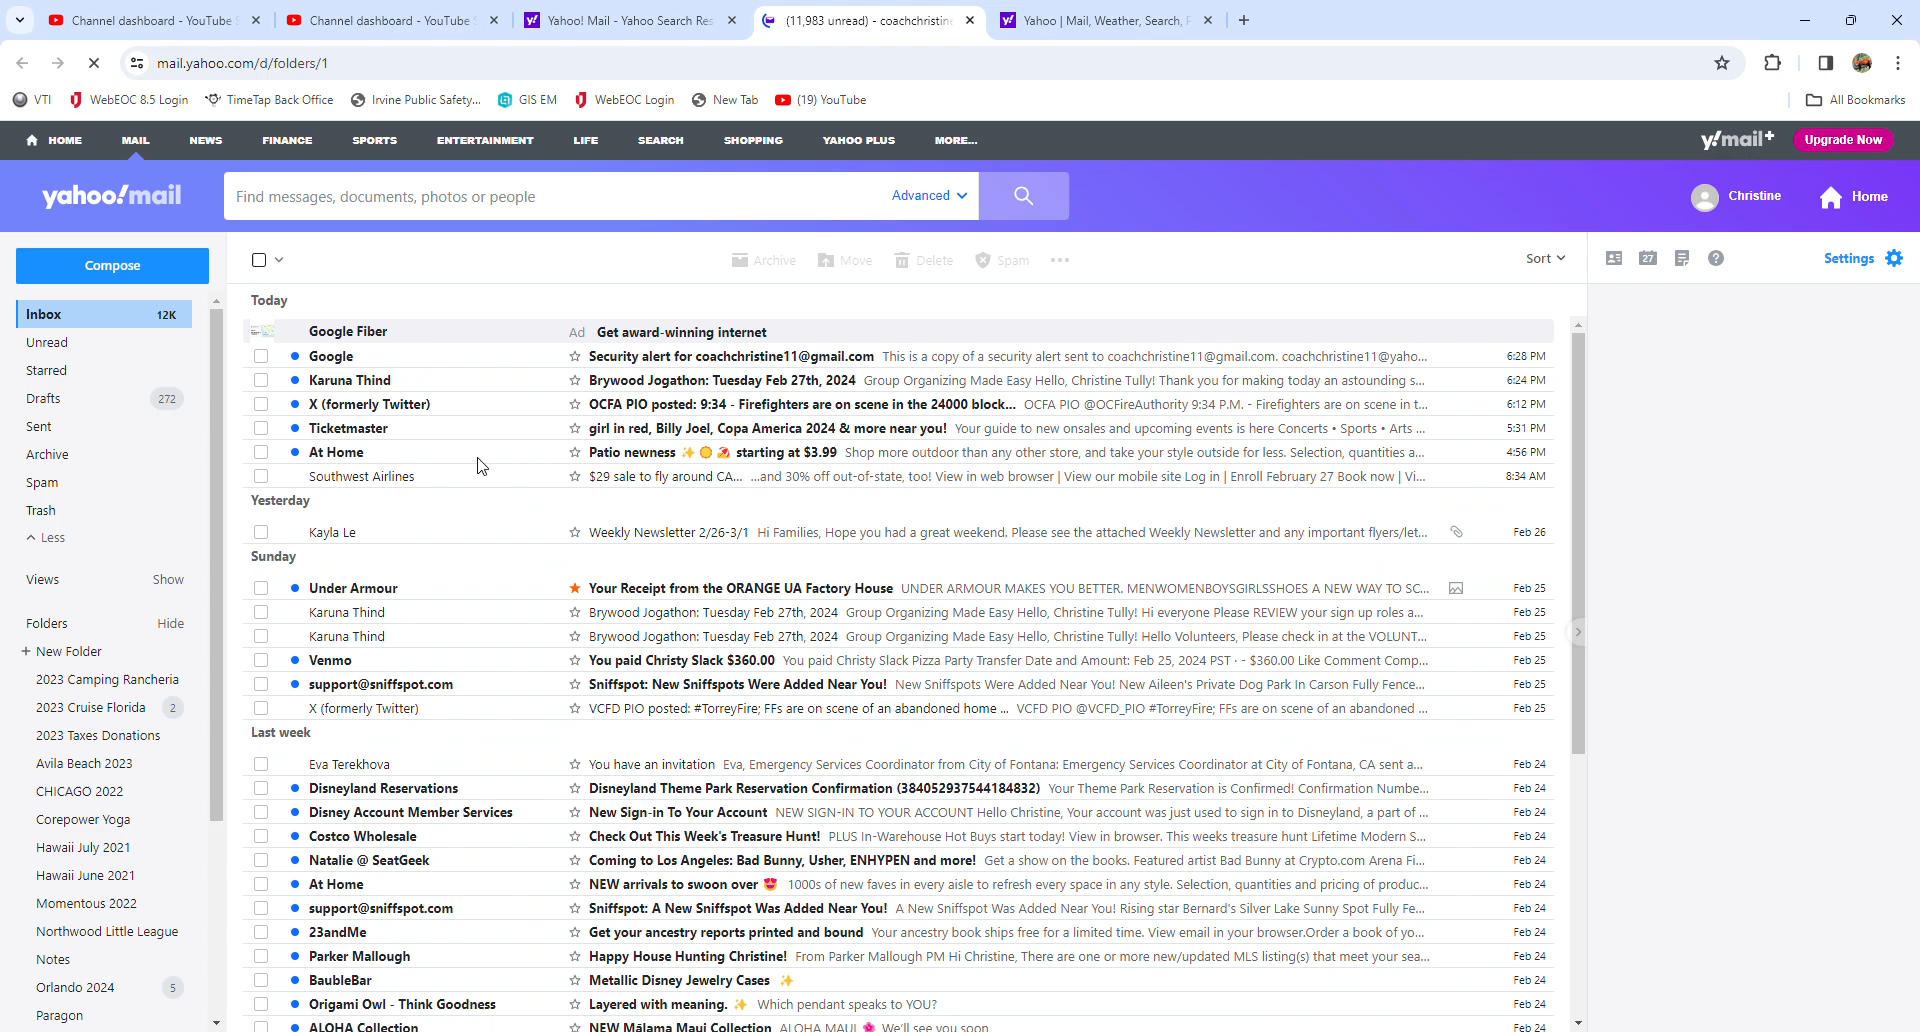 Channel dashboard - YouTube S
Channel dashboard - YouTube S
Yahoo! Mail - Yahoo Search Res
(11,983 unread) - coachchristine
Yahoo | Mail, Weather, Search, P
mail.yahoo.com/d/folders/1
VTI
WebEOC 8.5 Login
TimeTap Back Office
Irvine Public Safety...
GIS EM
WebEOC Login
New Tab
(19) YouTube
All Bookmarks
HOME MAIL NEWS FINANCE SPORTS ENTERTAINMENT LIFE SEARCH SHOPPING YAHOO PLUS MORE...
y!mail+
Upgrade Now
yahoo!mail
Find messages, documents, photos or people
Advanced
Christine
Home
Compose
Archive Move Delete Spam •••
Sort
27
Settings
Inbox 12K
Unread
Starred
Drafts 272
Sent
Archive
Spam
Trash
Less
Views Show
Folders Hide
+ New Folder
2023 Camping Rancheria
2023 Cruise Florida 2
2023 Taxes Donations
Avila Beach 2023
CHICAGO 2022
Corepower Yoga
Hawaii July 2021
Hawaii June 2021
Momentous 2022
Northwood Little League
Notes
Orlando 2024 5
Paragon
Today
Google Fiber Ad Get award-winning internet
Google Security alert for coachchristine11@gmail.com This is a copy of a security alert sent to coachchristine11@gmail.com. coachchristine11@yaho... 6:28 PM
Karuna Thind Brywood Jogathon: Tuesday Feb 27th, 2024 Group Organizing Made Easy Hello, Christine Tully! Thank you for making today an astounding s... 6:24 PM
X (formerly Twitter) OCFA PIO posted: 9:34 - Firefighters are on scene in the 24000 block... OCFA PIO @OCFireAuthority 9:34 P.M. - Firefighters are on scene in t... 6:12 PM
Ticketmaster girl in red, Billy Joel, Copa America 2024 & more near you! Your guide to new onsales and upcoming events is here Concerts • Sports • Arts ... 5:31 PM
At Home Patio newness ✨ 🌞 🏖 starting at $3.99 Shop more outdoor than any other store, and take your style outside for less. Selection, quantities a... 4:56 PM
Southwest Airlines $29 sale to fly around CA... ...and 30% off out-of-state, too! View in web browser | View our mobile site Log in | Enroll February 27 Book now | Vi... 8:34 AM
Yesterday
Kayla Le Weekly Newsletter 2/26-3/1 Hi Families, Hope you had a great weekend. Please see the attached Weekly Newsletter and any important flyers/let... Feb 26
Sunday
Under Armour Your Receipt from the ORANGE UA Factory House UNDER ARMOUR MAKES YOU BETTER. MENWOMENBOYSGIRLSSHOES A NEW WAY TO SC... Feb 25
Karuna Thind Brywood Jogathon: Tuesday Feb 27th, 2024 Group Organizing Made Easy Hello, Christine Tully! Hi everyone Please REVIEW your sign up roles a... Feb 25
Karuna Thind Brywood Jogathon: Tuesday Feb 27th, 2024 Group Organizing Made Easy Hello, Christine Tully! Hello Volunteers, Please check in at the VOLUNT... Feb 25
Venmo You paid Christy Slack $360.00 You paid Christy Slack Pizza Party Transfer Date and Amount: Feb 25, 2024 PST · - $360.00 Like Comment Comp... Feb 25
support@sniffspot.com Sniffspot: New Sniffspots Were Added Near You! New Sniffspots Were Added Near You! New Aileen's Private Dog Park In Carson Fully Fence... Feb 25
X (formerly Twitter) VCFD PIO posted: #TorreyFire; FFs are on scene of an abandoned home ... VCFD PIO @VCFD_PIO #TorreyFire; FFs are on scene of an abandoned ... Feb 25
Last week
Eva Terekhova You have an invitation Eva, Emergency Services Coordinator from City of Fontana: Emergency Services Coordinator at City of Fontana, CA sent a... Feb 24
Disneyland Reservations Disneyland Theme Park Reservation Confirmation (384052937544184832) Your Theme Park Reservation is Confirmed! Confirmation Numbe... Feb 24
Disney Account Member Services New Sign-in To Your Account NEW SIGN-IN TO YOUR ACCOUNT Hello Christine, Your account was just used to sign in to Disneyland, a part of ... Feb 24
Costco Wholesale Check Out This Week's Treasure Hunt! PLUS In-Warehouse Hot Buys start today! View in browser. This weeks treasure hunt Lifetime Modern S... Feb 24
Natalie @ SeatGeek Coming to Los Angeles: Bad Bunny, Usher, ENHYPEN and more! Get a show on the books. Featured artist Bad Bunny at Crypto.com Arena Fi... Feb 24
At Home NEW arrivals to swoon over 😍 1000s of new faves in every aisle to refresh every space in any style. Selection, quantities and pricing of produc... Feb 24
support@sniffspot.com Sniffspot: A New Sniffspot Was Added Near You! A New Sniffspot Was Added Near You! Rising star Bernard's Silver Lake Sunny Spot Fully Fe... Feb 24
23andMe Get your ancestry reports printed and bound Your ancestry book ships free for a limited time. View email in your browser.Order a book of yo... Feb 24
Parker Mallough Happy House Hunting Christine! From Parker Mallough PM Hi Christine, There are one or more new/updated MLS listing(s) that meet your sea... Feb 24
BaubleBar Metallic Disney Jewelry Cases ✨ Feb 24
Origami Owl - Think Goodness Layered with meaning. ✨ Which pendant speaks to YOU? Feb 24
ALOHA Collection NEW Mālama Maui Collection ALOHA MAUI 🌺 We'll see you soon Feb 24